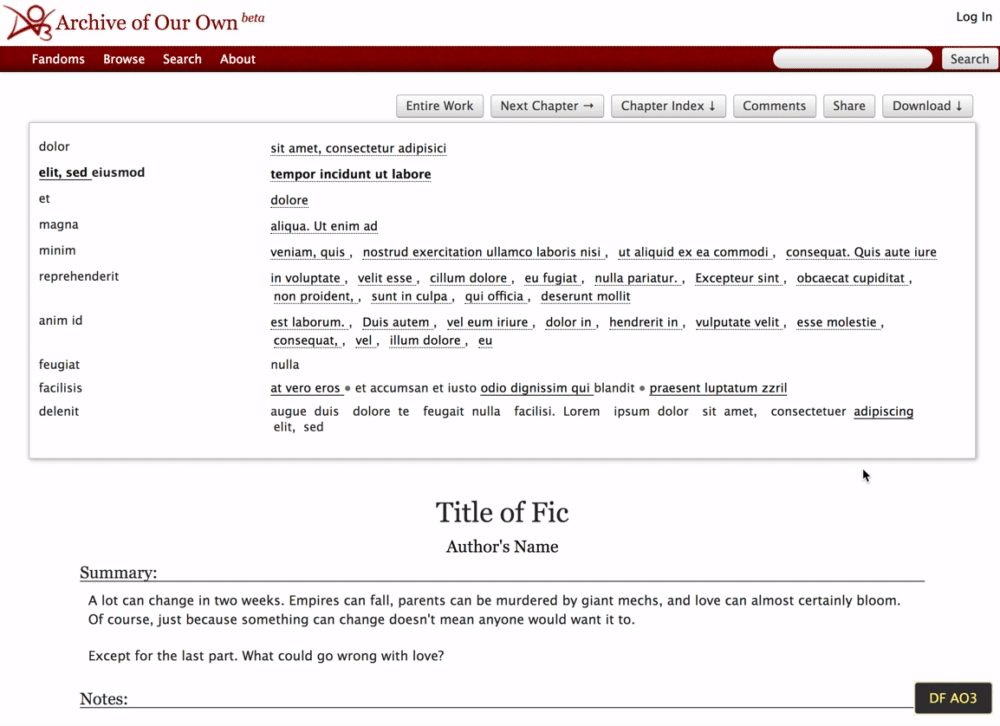 Archive of Our Own beta
Log In
Fandoms Browse Search About Search
Entire Work Next Chapter → Chapter Index ↓ Comments Share Download ↓
dolor sit amet, consectetur adipisici
elit, sed eiusmod tempor incidunt ut labore
et dolore
magna aliqua. Ut enim ad
minim veniam, quis , nostrud exercitation ullamco laboris nisi , ut aliquid ex ea commodi , consequat. Quis aute iure
reprehenderit in voluptate , velit esse , cillum dolore , eu fugiat , nulla pariatur. , Excepteur sint , obcaecat cupiditat ,
non proident, , sunt in culpa , qui officia , deserunt mollit
anim id est laborum. , Duis autem , vel eum iriure , dolor in , hendrerit in , vulputate velit , esse molestie ,
consequat, , vel , illum dolore , eu
feugiat nulla
facilisis at vero eros • et accumsan et iusto odio dignissim qui blandit • praesent luptatum zzril
delenit augue duis dolore te feugait nulla facilisi. Lorem ipsum dolor sit amet, consectetuer adipiscing
elit, sed
Title of Fic
Author's Name
Summary:
A lot can change in two weeks. Empires can fall, parents can be murdered by giant mechs, and love can almost certainly bloom.
Of course, just because something can change doesn't mean anyone would want it to.
Except for the last part. What could go wrong with love?
Notes:
DF AO3